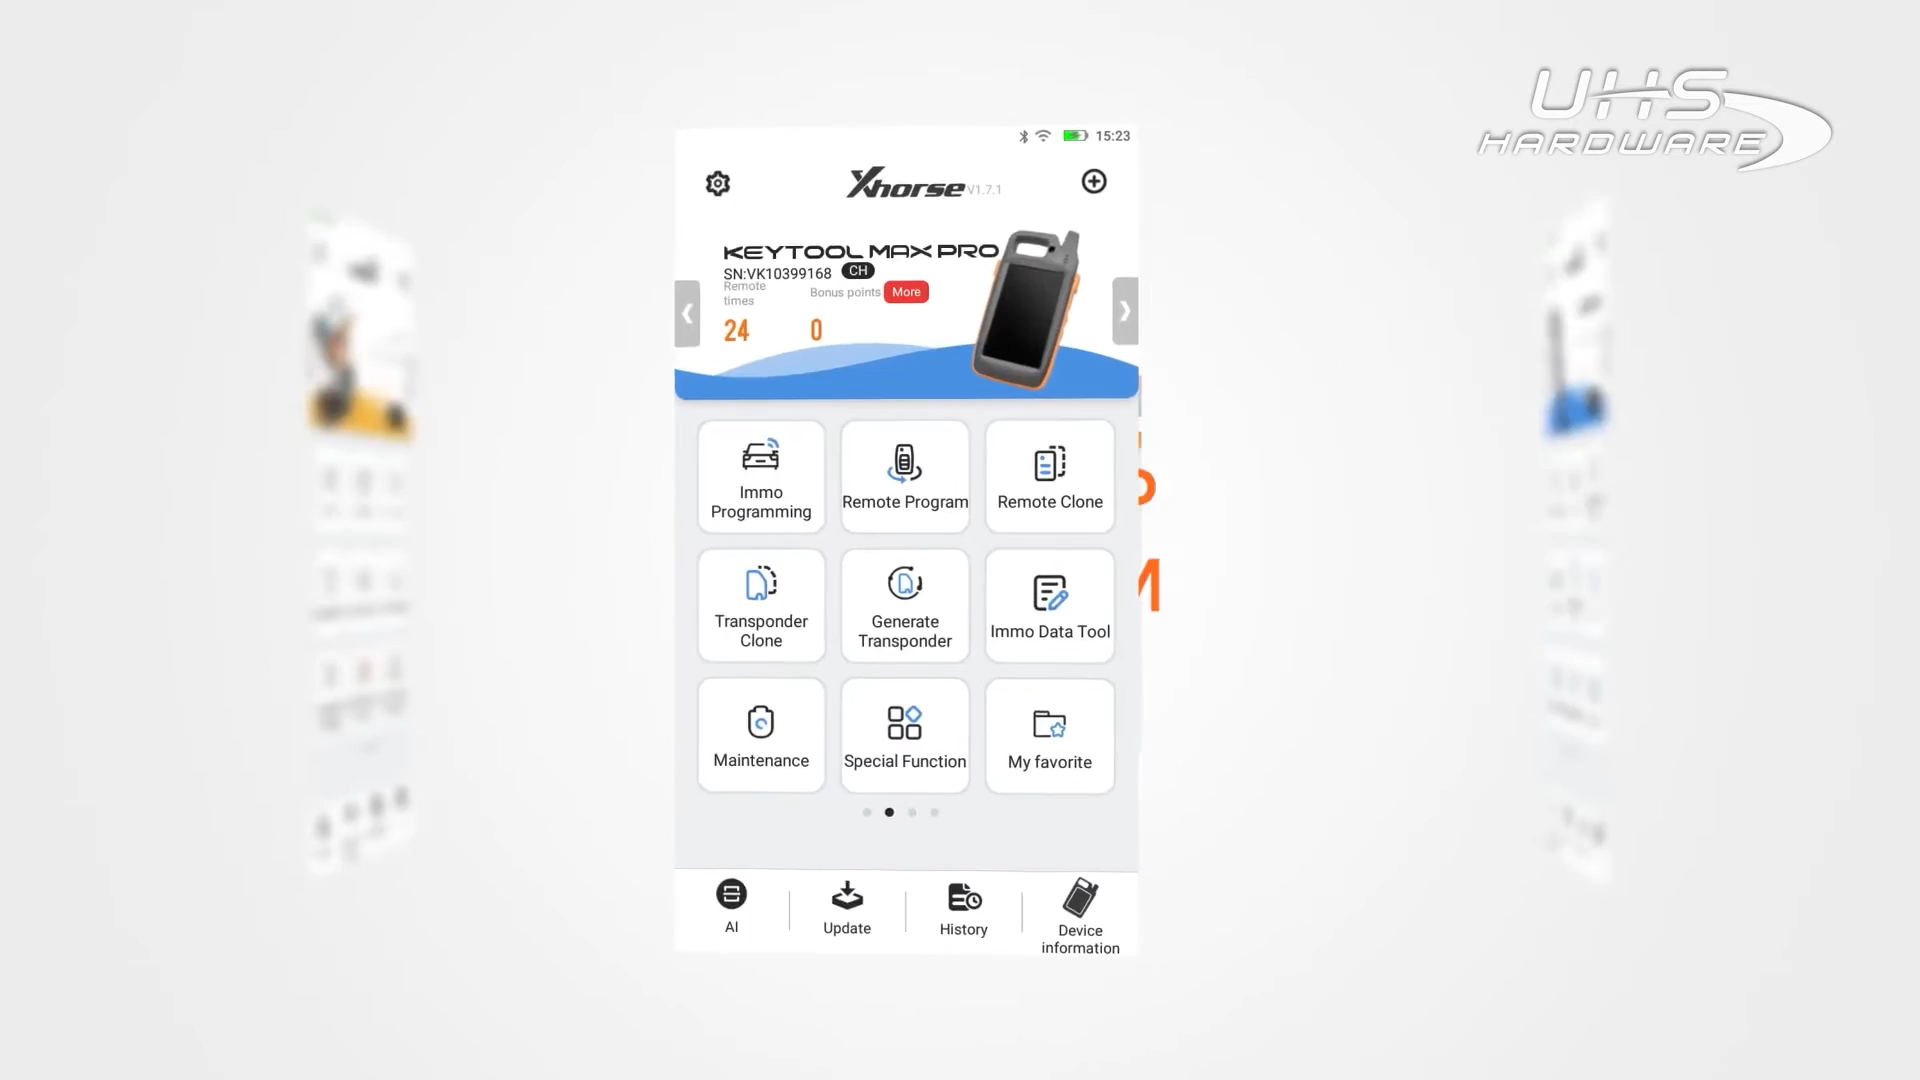 UHS
HARDWARE
15:23
Xhorse V1.7.1
KEYTOOL MAX PRO
SN:VK10399168 CH
Remote
times
Bonus points More
24 0
Immo
Programming
Remote Program
Remote Clone
Transponder
Clone
Generate
Transponder
Immo Data Tool
Maintenance
Special Function
My favorite
AI
Update
History
Device
information